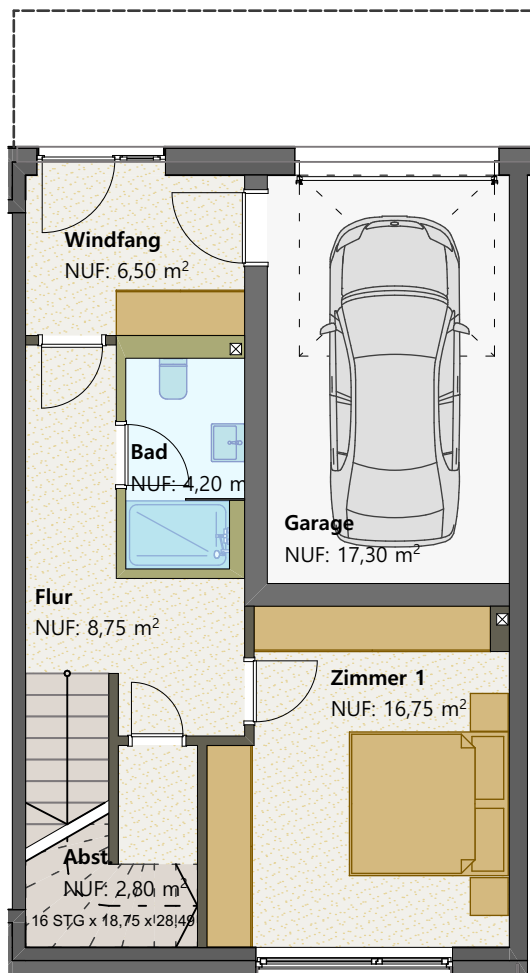 Windfang
NUF: 6,50 m²
Bad
NUF: 4,20 m
Garage
NUF: 17,30 m²
Flur
NUF: 8,75 m²
Zimmer 1
NUF: 16,75 m²
Abst.
NUF: 2,80 m²
16 STG x 18,75 x 28,49